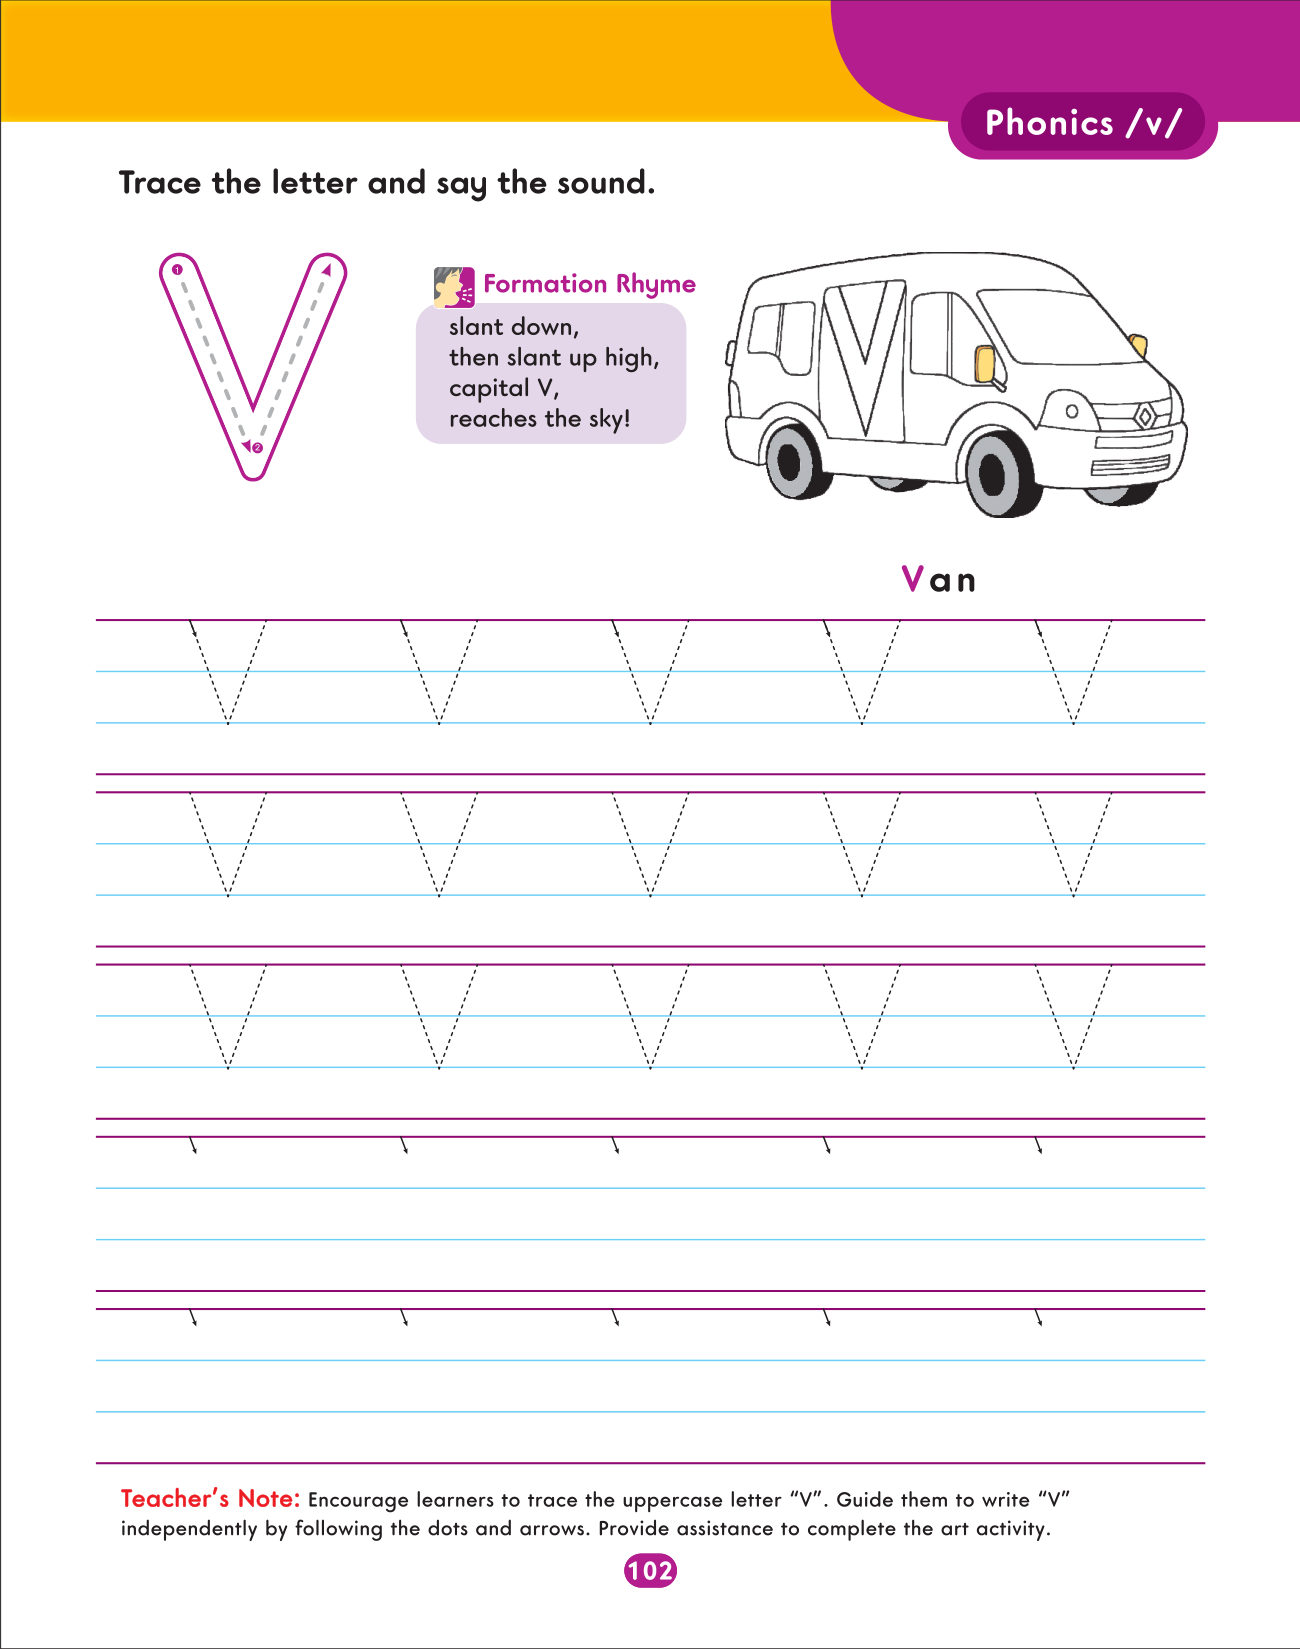 Phonics /v/
Trace the letter and say the sound.
1
2
Formation Rhyme
slant down,
then slant up high,
capital V,
reaches the sky!
V
Van
V V V V V
V V V V V
V V V V V
Teacher's Note: Encourage learners to trace the uppercase letter “V”. Guide them to write “V”
independently by following the dots and arrows. Provide assistance to complete the art activity.
102